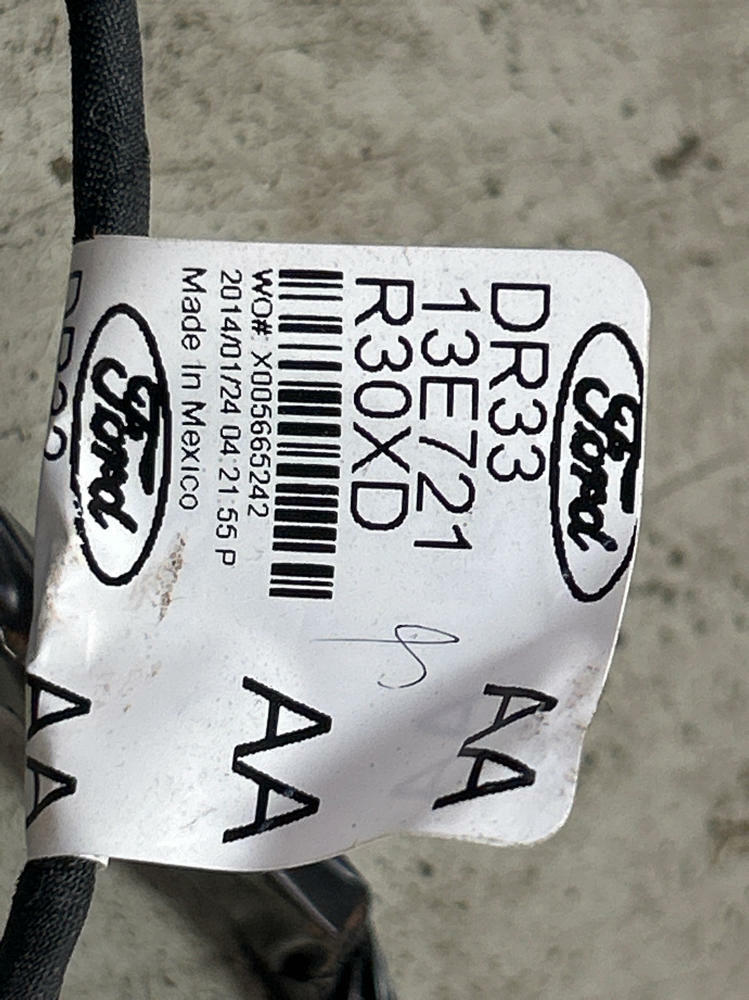 Ford
DR33
13E721
R30XD
AA
AA
WO#: X005665242
2014/01/24 04:21:55 P
Made In Mexico
Ford
AA